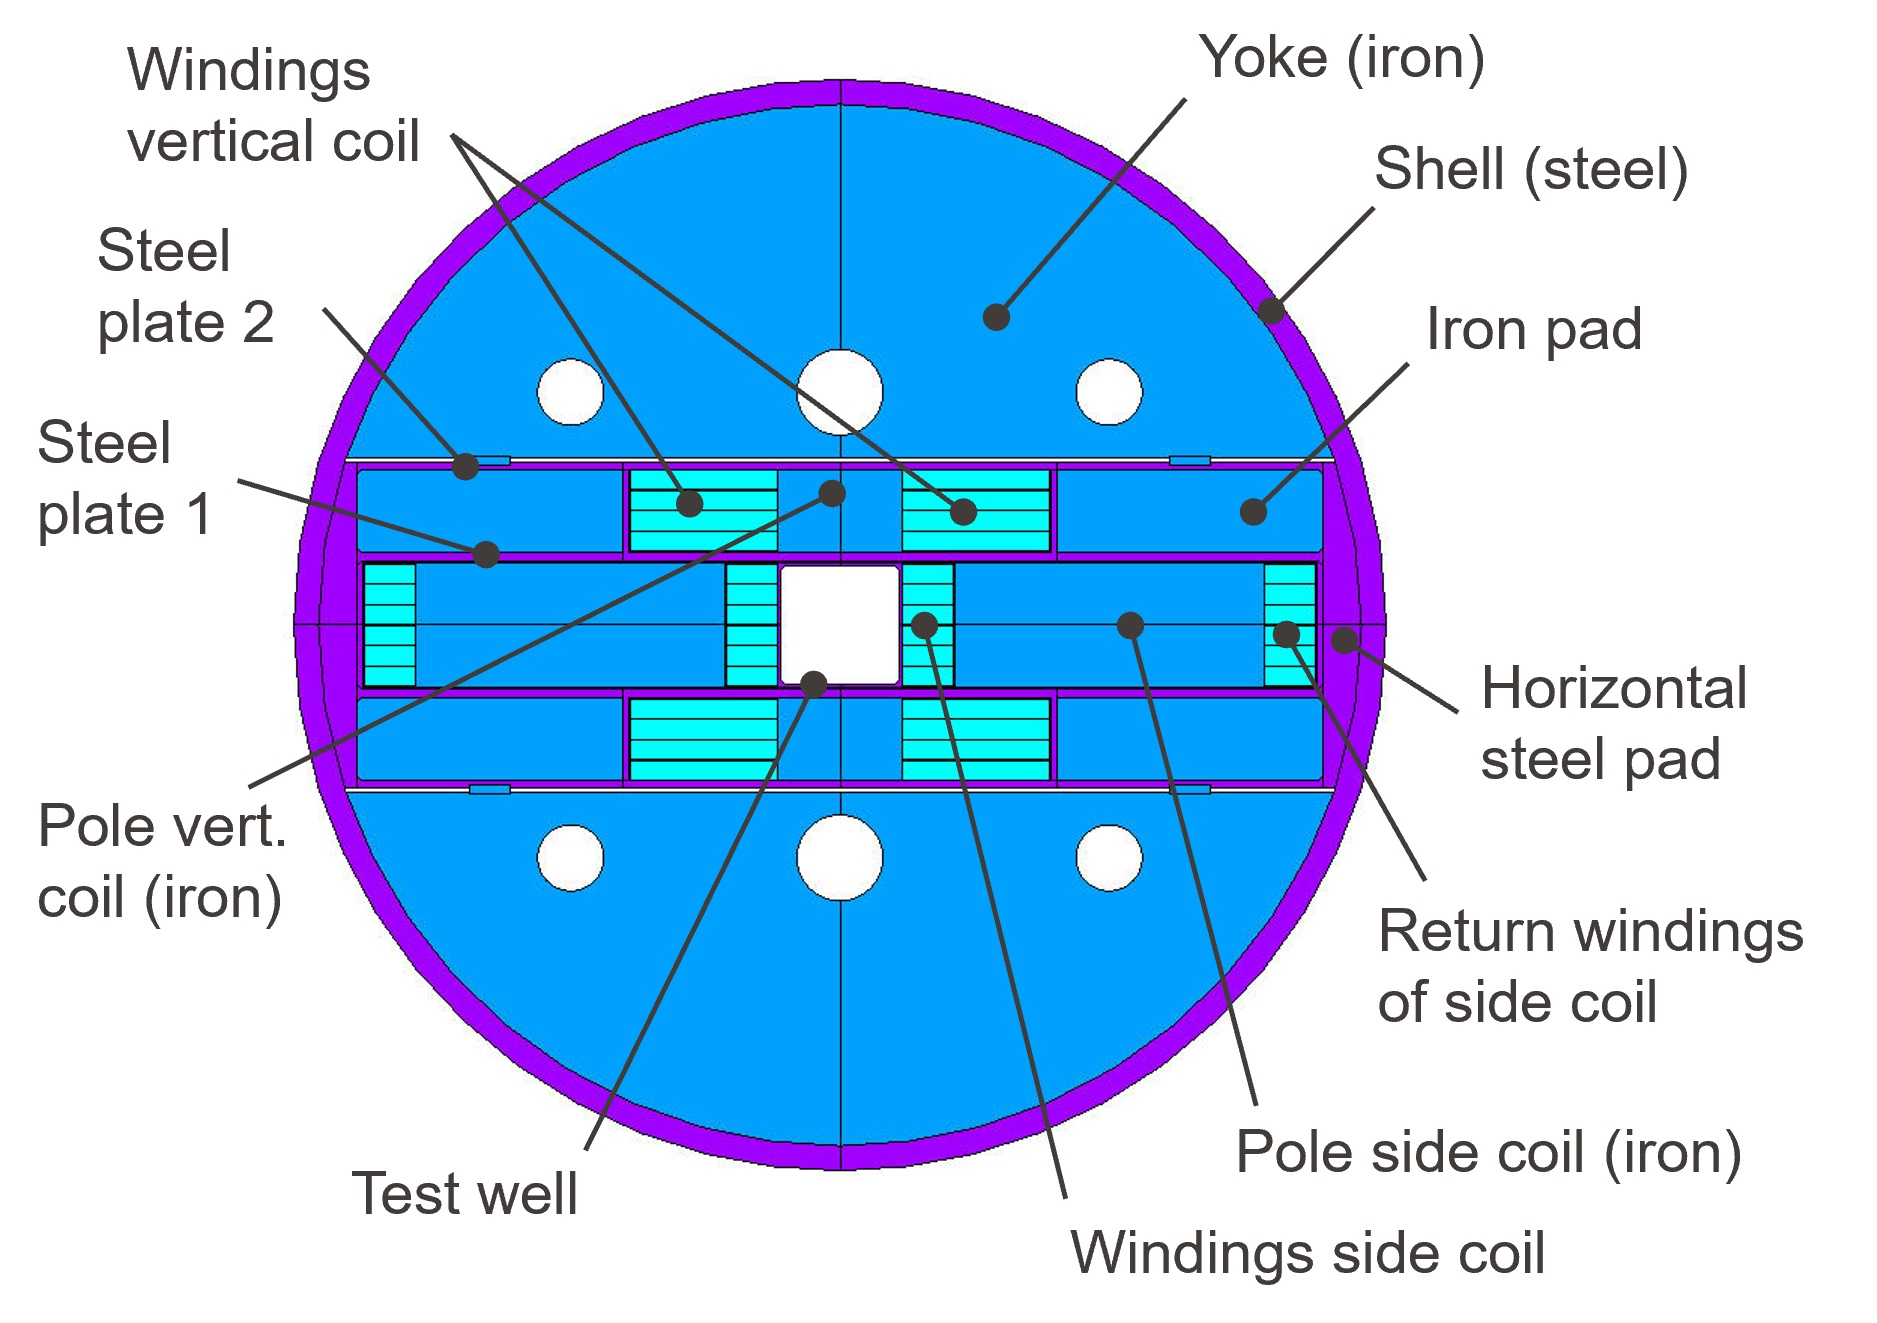 Windings
vertical coil
Yoke (iron)
Shell (steel)
Steel
plate 2
Iron pad
Steel
plate 1
Horizontal
steel pad
Pole vert.
coil (iron)
Return windings
of side coil
Pole side coil (iron)
Test well
Windings side coil